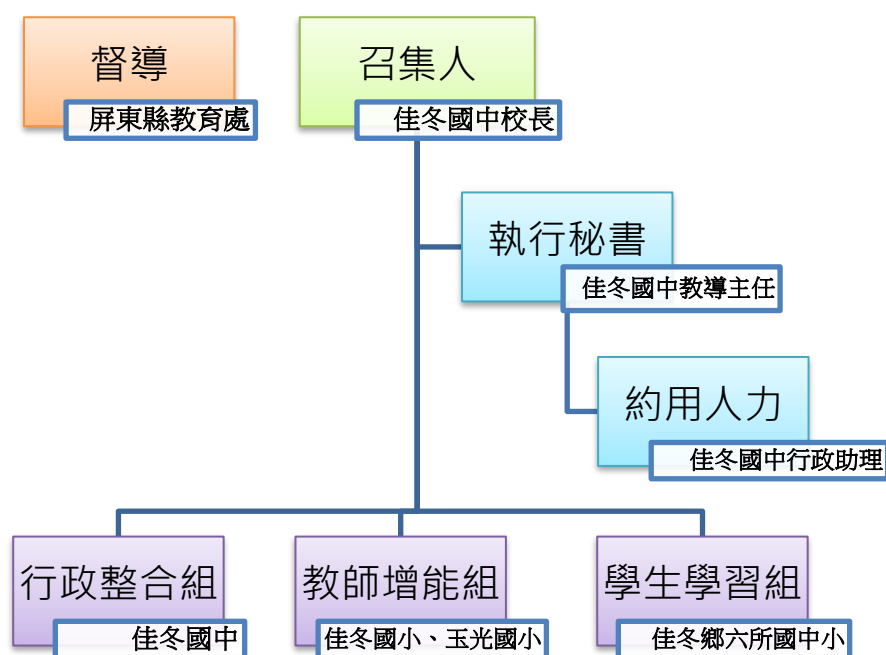 督導
屏東縣教育處
召集人
佳冬國中校長
執行秘書
佳冬國中教導主任
約用人力
佳冬國中行政助理
行政整合組
佳冬國中
教師增能組
佳冬國小、玉光國小
學生學習組
佳冬鄉六所國中小